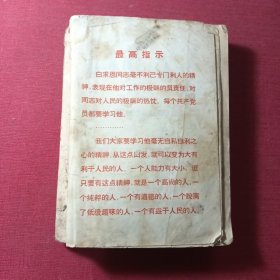 最高指示
白求恩同志毫不利己专门利人的精
神，表现在他对工作的极端的负责任，对
同志对人民的极端的热忱。每个共产党
员都要学习他。
…………
我们大家要学习他毫无自私自利之
心的精神。从这点出发，就可以变为大有
利于人民的人。一个人能力有大小，但
只要有这点精神，就是一个高尚的人，一
个纯粹的人，一个有道德的人，一个脱离
了低级趣味的人，一个有益于人民的人。